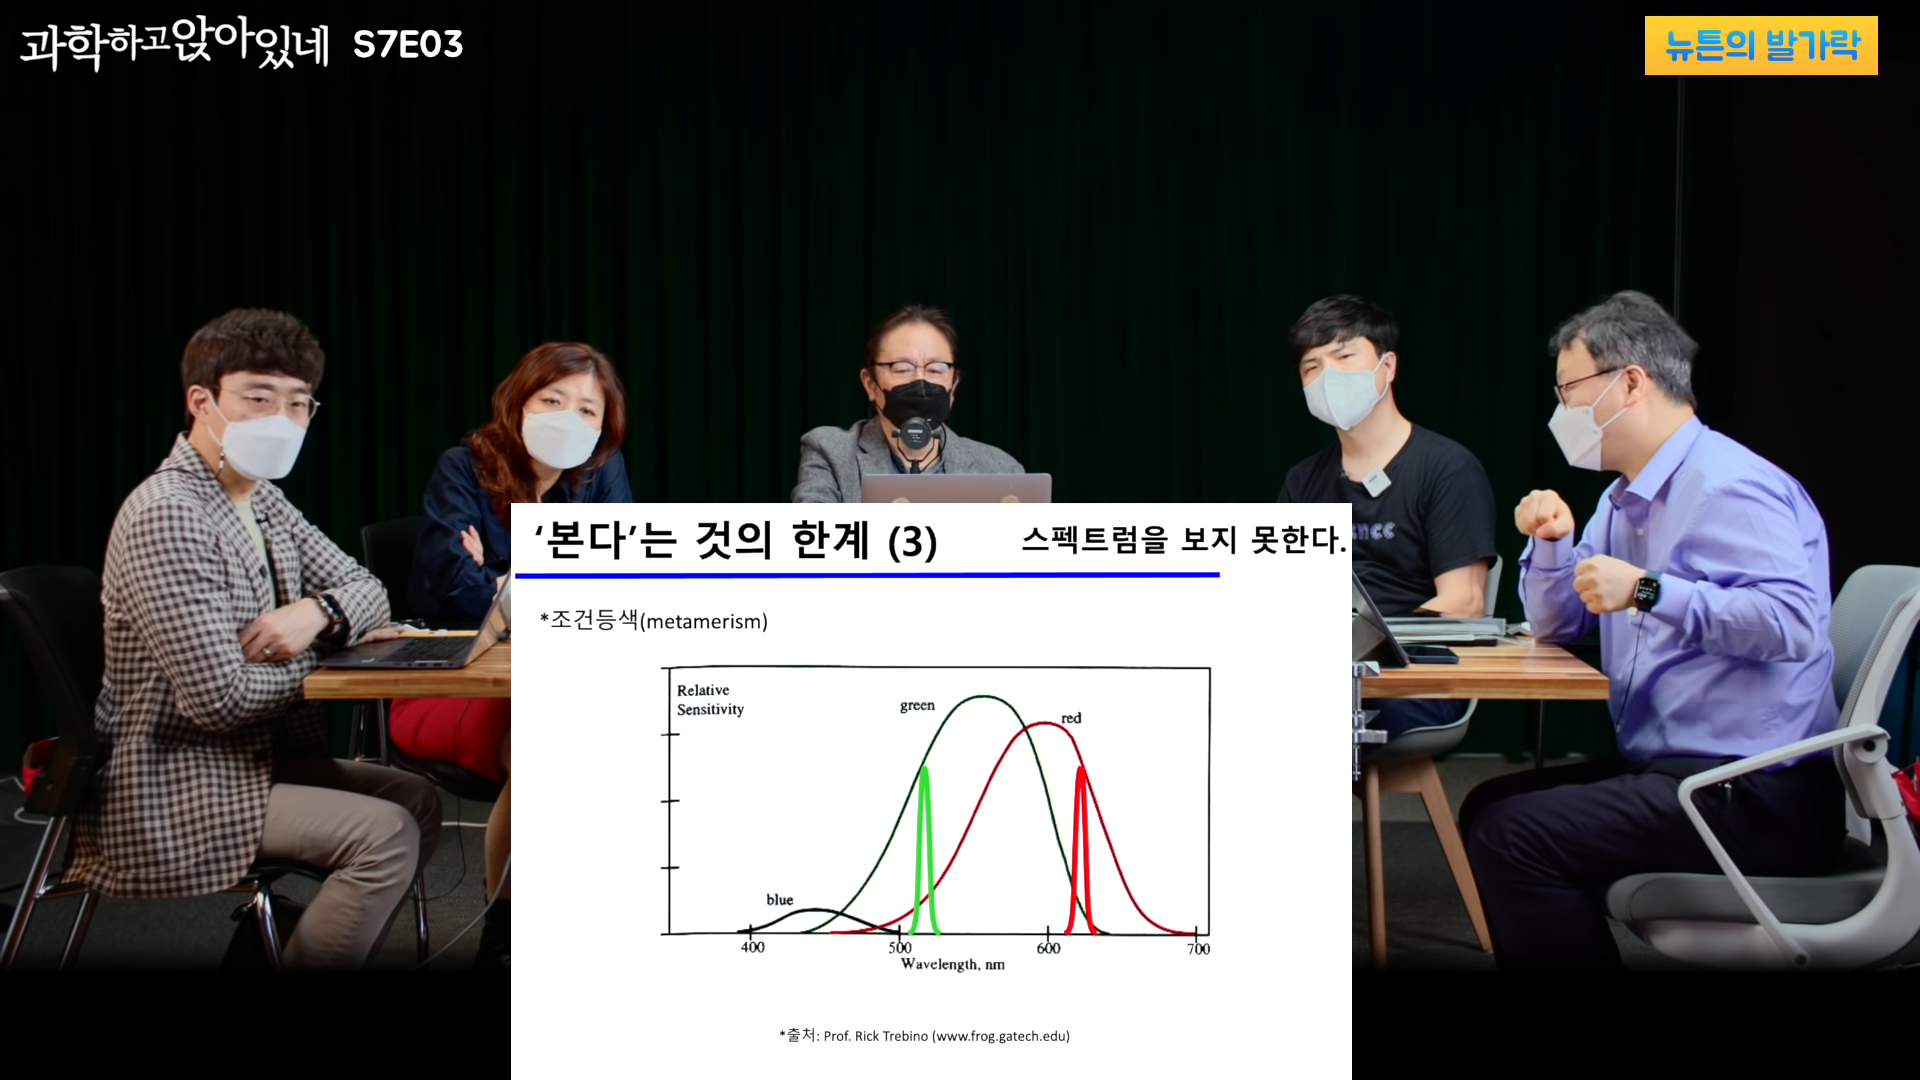 과학하고앉아있네 S7E03
뉴튼의 발가락
‘본다’는 것의 한계 (3)
스펙트럼을 보지 못한다.
*조건등색(metamerism)
Relative
Sensitivity
green
red
blue
400 500 600 700
Wavelength, nm
*출처: Prof. Rick Trebino (www.frog.gatech.edu)